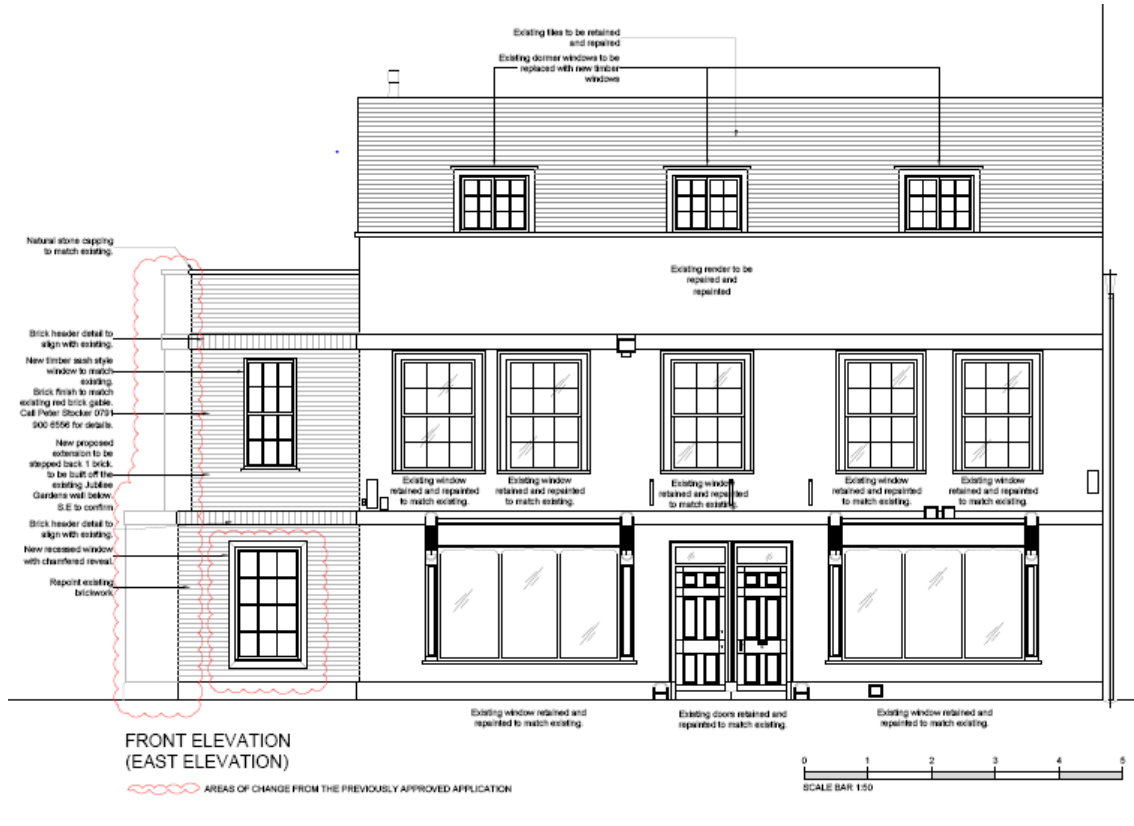 Existing tiles to be retained
and repaired
Existing dormer windows to be
replaced with new timber
windows
Natural stone capping
to match existing.
Existing render to be
repaired and
repainted
Brick header detail to
align with existing.
New timber sash style
window to match
existing.
Brick finish to match
existing red brick gable.
Call Peter Stocker 0791
900 6556 for details.
New proposed
extension to be
stepped back 1 brick.
to be built off the
existing Jubilee
Gardens wall below.
S.E to confirm
Brick header detail to
align with existing.
New recessed window
with chamfered reveal.
Repoint existing
brickwork
Existing window
retained and repainted
to match existing.
Existing window
retained and repainted
to match existing.
Existing window
retained and repainted
to match existing.
Existing window
retained and repainted
to match existing.
Existing window
retained and repainted
to match existing.
Existing window retained and
repainted to match existing.
Existing doors retained and
repainted to match existing.
Existing window retained and
repainted to match existing.
FRONT ELEVATION
(EAST ELEVATION)
AREAS OF CHANGE FROM THE PREVIOUSLY APPROVED APPLICATION
0 1 2 3 4 5
SCALE BAR 1:50